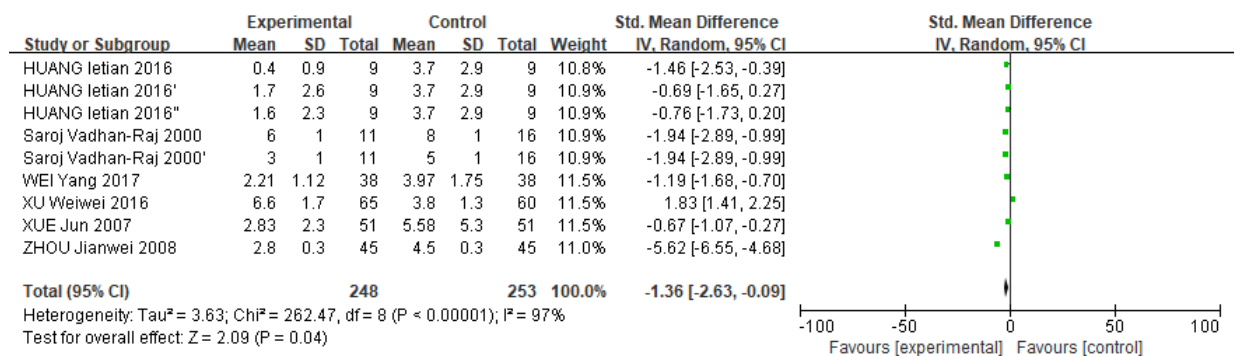 Experimental Control Std. Mean Difference Std. Mean Difference
Study or Subgroup Mean SD Total Mean SD Total Weight IV, Random, 95% CI IV, Random, 95% CI
HUANG letian 2016 0.4 0.9 9 3.7 2.9 9 10.8% -1.46 [-2.53, -0.39]
HUANG letian 2016' 1.7 2.6 9 3.7 2.9 9 10.9% -0.69 [-1.65, 0.27]
HUANG letian 2016'' 1.6 2.3 9 3.7 2.9 9 10.9% -0.76 [-1.73, 0.20]
Saroj Vadhan-Raj 2000 6 1 11 8 1 16 10.9% -1.94 [-2.89, -0.99]
Saroj Vadhan-Raj 2000' 3 1 11 5 1 16 10.9% -1.94 [-2.89, -0.99]
WEI Yang 2017 2.21 1.12 38 3.97 1.75 38 11.5% -1.19 [-1.68, -0.70]
XU Weiwei 2016 6.6 1.7 65 3.8 1.3 60 11.5% 1.83 [1.41, 2.25]
XUE Jun 2007 2.83 2.3 51 5.58 5.3 51 11.5% -0.67 [-1.07, -0.27]
ZHOU Jianwei 2008 2.8 0.3 45 4.5 0.3 45 11.0% -5.62 [-6.55, -4.68]
Total (95% CI) 248 253 100.0% -1.36 [-2.63, -0.09]
Heterogeneity: Tau² = 3.63; Chi² = 262.47, df = 8 (P < 0.00001); I² = 97%
Test for overall effect: Z = 2.09 (P = 0.04)
-100 -50 0 50 100
Favours [experimental] Favours [control]